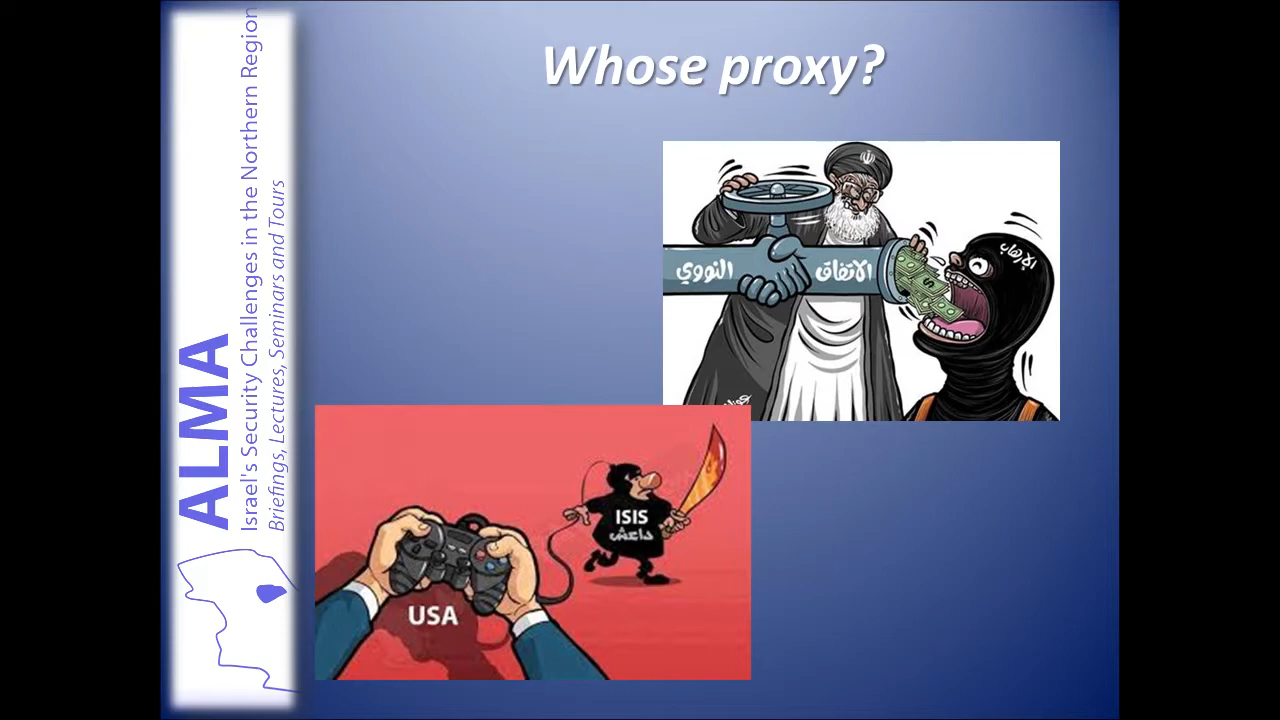 Whose proxy?
ALMA
Israel's Security Challenges in the Northern Region
Briefings, Lectures, Seminars and Tours
الاتفاق النووي
الإرهاب
$
ISIS
داعش
USA